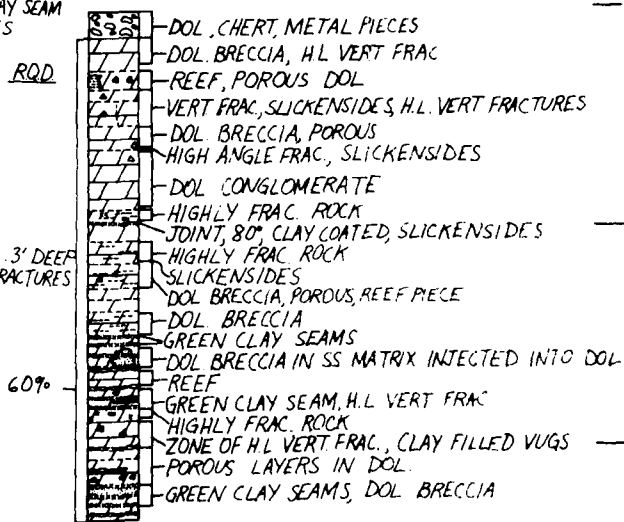 AY SEAM
S
DOL., CHERT, METAL PIECES
DOL. BRECCIA, H.L. VERT FRAC
RQD
REEF, POROUS DOL
VERT FRAC, SLICKENSIDES, H.L. VERT FRACTURES
DOL. BRECCIA, POROUS
HIGH ANGLE FRAC., SLICKENSIDES
DOL CONGLOMERATE
HIGHLY FRAC. ROCK
JOINT, 80°, CLAY COATED, SLICKENSIDES
.3' DEEP
RACTURES
HIGHLY FRAC. ROCK
SLICKENSIDES
DOL BRECCIA, POROUS, REEF PIECE
DOL. BRECCIA
GREEN CLAY SEAMS
DOL BRECCIA IN SS MATRIX INJECTED INTO DOL
60%
REEF
GREEN CLAY SEAM, H.L VERT FRAC
HIGHLY FRAC. ROCK
ZONE OF H.L VERT. FRAC., CLAY FILLED VUGS
POROUS LAYERS IN DOL.
GREEN CLAY SEAMS, DOL BRECCIA